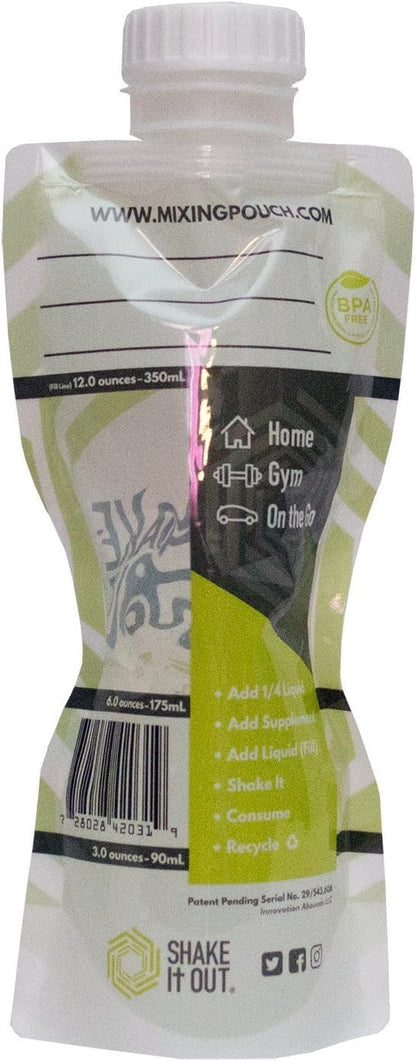 WWW.MIXINGPOUCH.COM
BPA
FREE
(Fill Line) 12.0 ounces-350mL
Home
Gym
On the Go
6.0 ounces-175mL
+ Add 1/4 Liquid
+ Add Supplement
+ Add Liquid (Fill)
+ Shake It
+ Consume
+ Recycle
7 28028 42031 9
3.0 ounces-90mL
Patent Pending Serial No. 29/543,606
Innovation Abounds LLC
SHAKE
IT OUT®